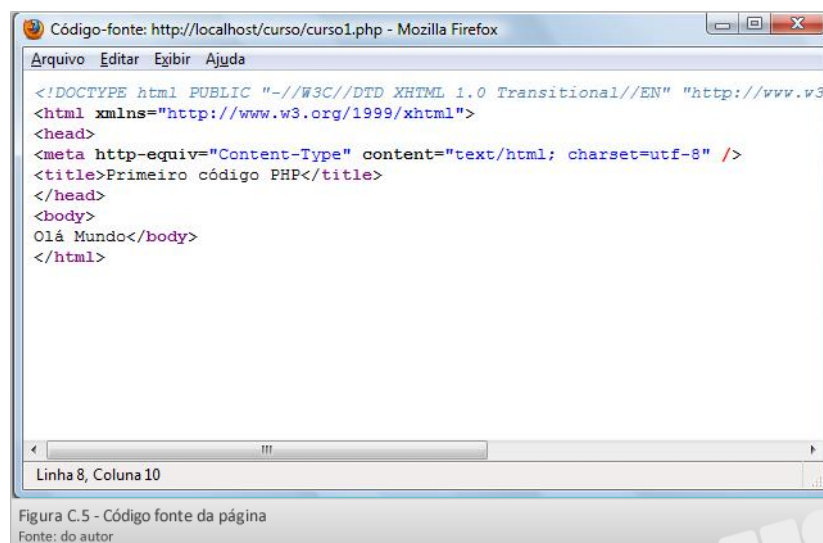 Código-fonte: http://localhost/curso/curso1.php - Mozilla Firefox
Arquivo Editar Exibir Ajuda
<!DOCTYPE html PUBLIC "-//W3C//DTD XHTML 1.0 Transitional//EN" "http://www.w3
<html xmlns="http://www.w3.org/1999/xhtml">
<head>
<meta http-equiv="Content-Type" content="text/html; charset=utf-8" />
<title>Primeiro código PHP</title>
</head>
<body>
Olá Mundo</body>
</html>
Linha 8, Coluna 10
Figura C.5 - Código fonte da página
Fonte: do autor